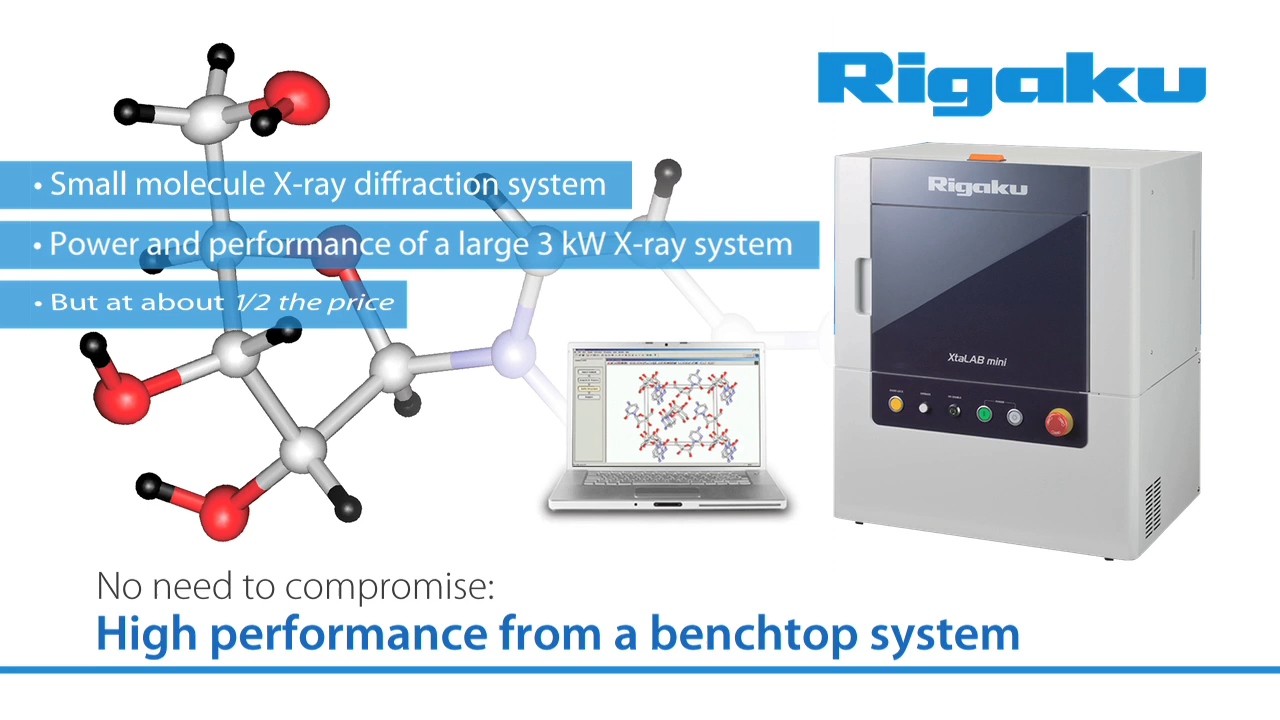 Rigaku
• Small molecule X-ray diffraction system
• Power and performance of a large 3 kW X-ray system
• But at about 1/2 the price
Rigaku
XtaLAB mini
No need to compromise:
High performance from a benchtop system